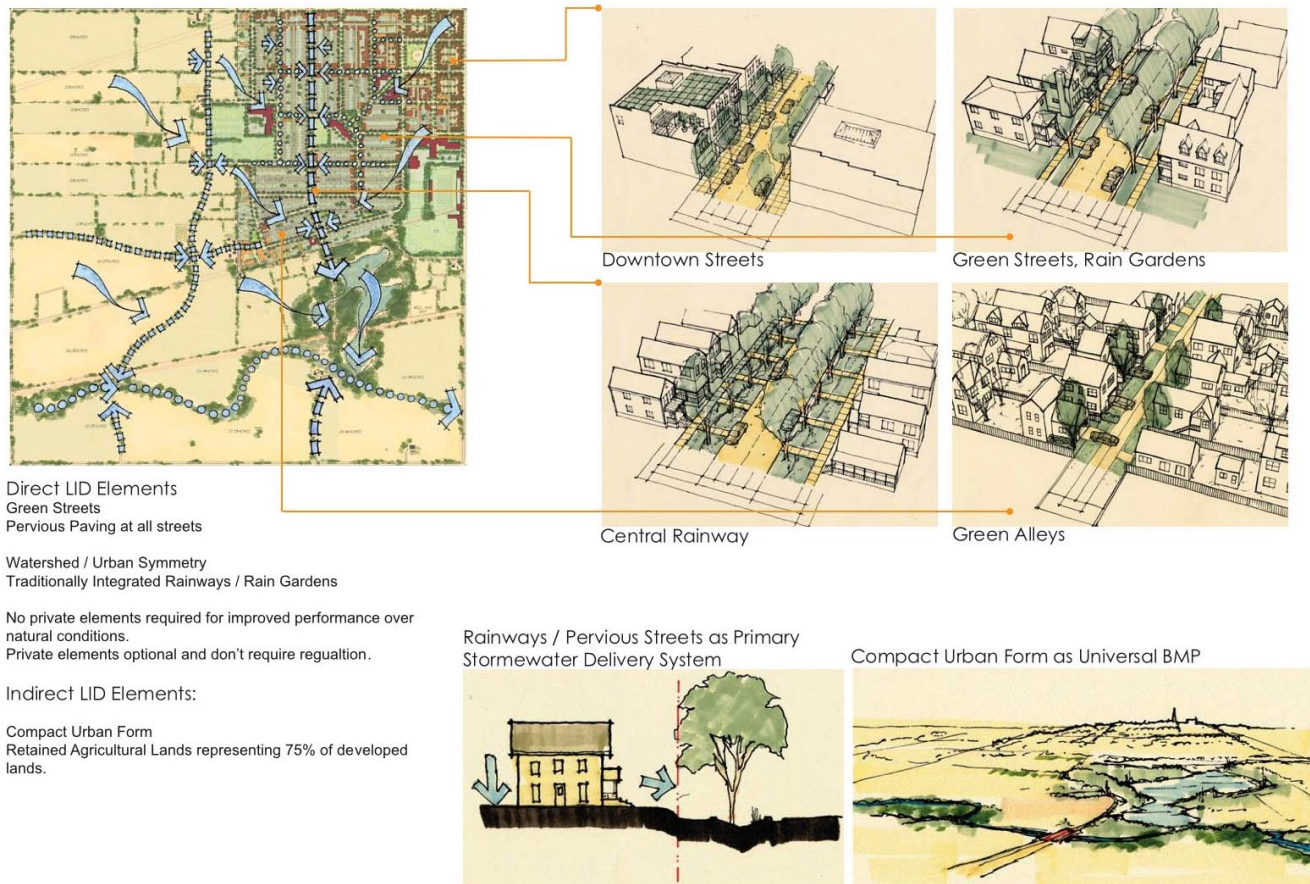 Downtown Streets
Green Streets, Rain Gardens
Central Rainway
Green Alleys
Direct LID Elements
Green Streets
Pervious Paving at all streets
Watershed / Urban Symmetry
Traditionally Integrated Rainways / Rain Gardens
No private elements required for improved performance over
natural conditions.
Private elements optional and don't require regualtion.
Indirect LID Elements:
Compact Urban Form
Retained Agricultural Lands representing 75% of developed
lands.
Rainways / Pervious Streets as Primary
Stormewater Delivery System
Compact Urban Form as Universal BMP